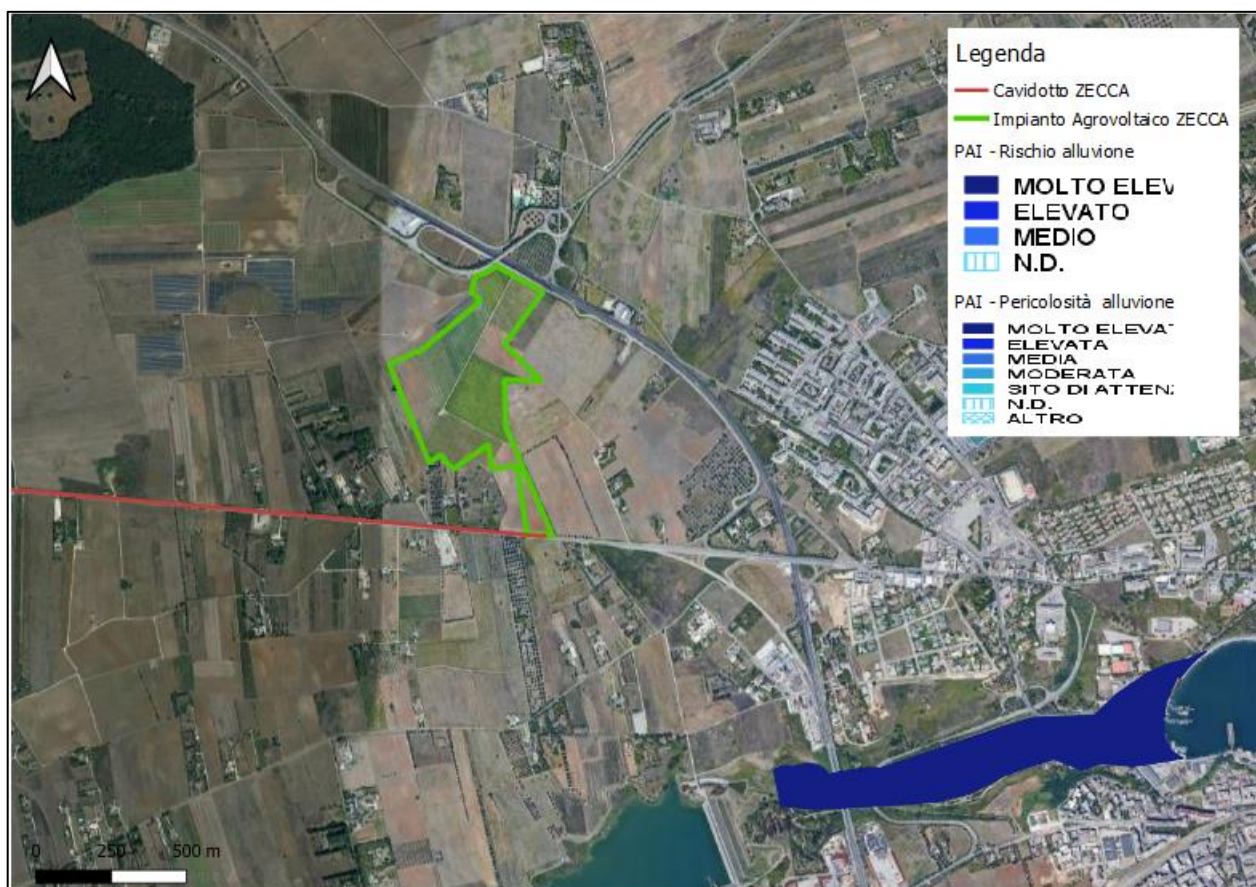 Legenda
Cavidotto ZECCA
Impianto Agrovoltaico ZECCA
PAI - Rischio alluvione
MOLTO ELEV
ELEVATO
MEDIO
N.D.
PAI - Pericolosità alluvione
MOLTO ELEVAT
ELEVATA
MEDIA
MODERATA
SITO DI ATTENZ
N.D.
ALTRO
0 250 500 m